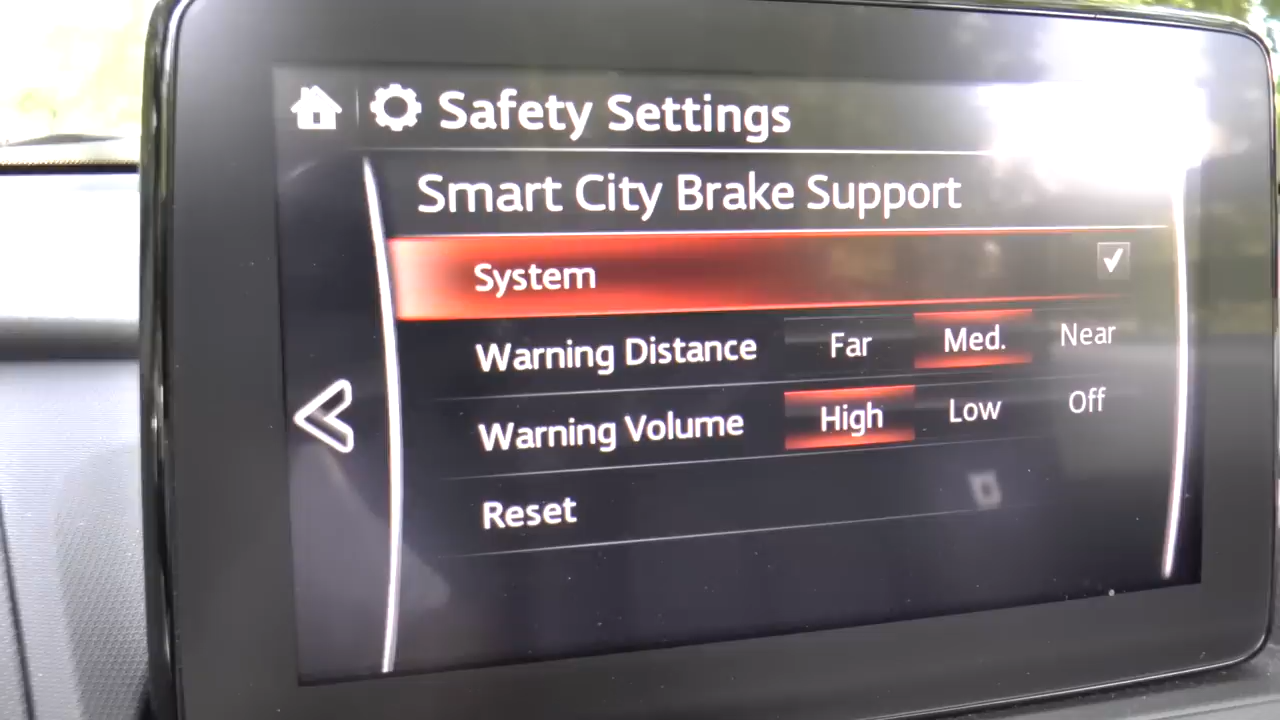 Safety Settings
Smart City Brake Support
System
Warning Distance Far Med. Near
Warning Volume High Low Off
Reset